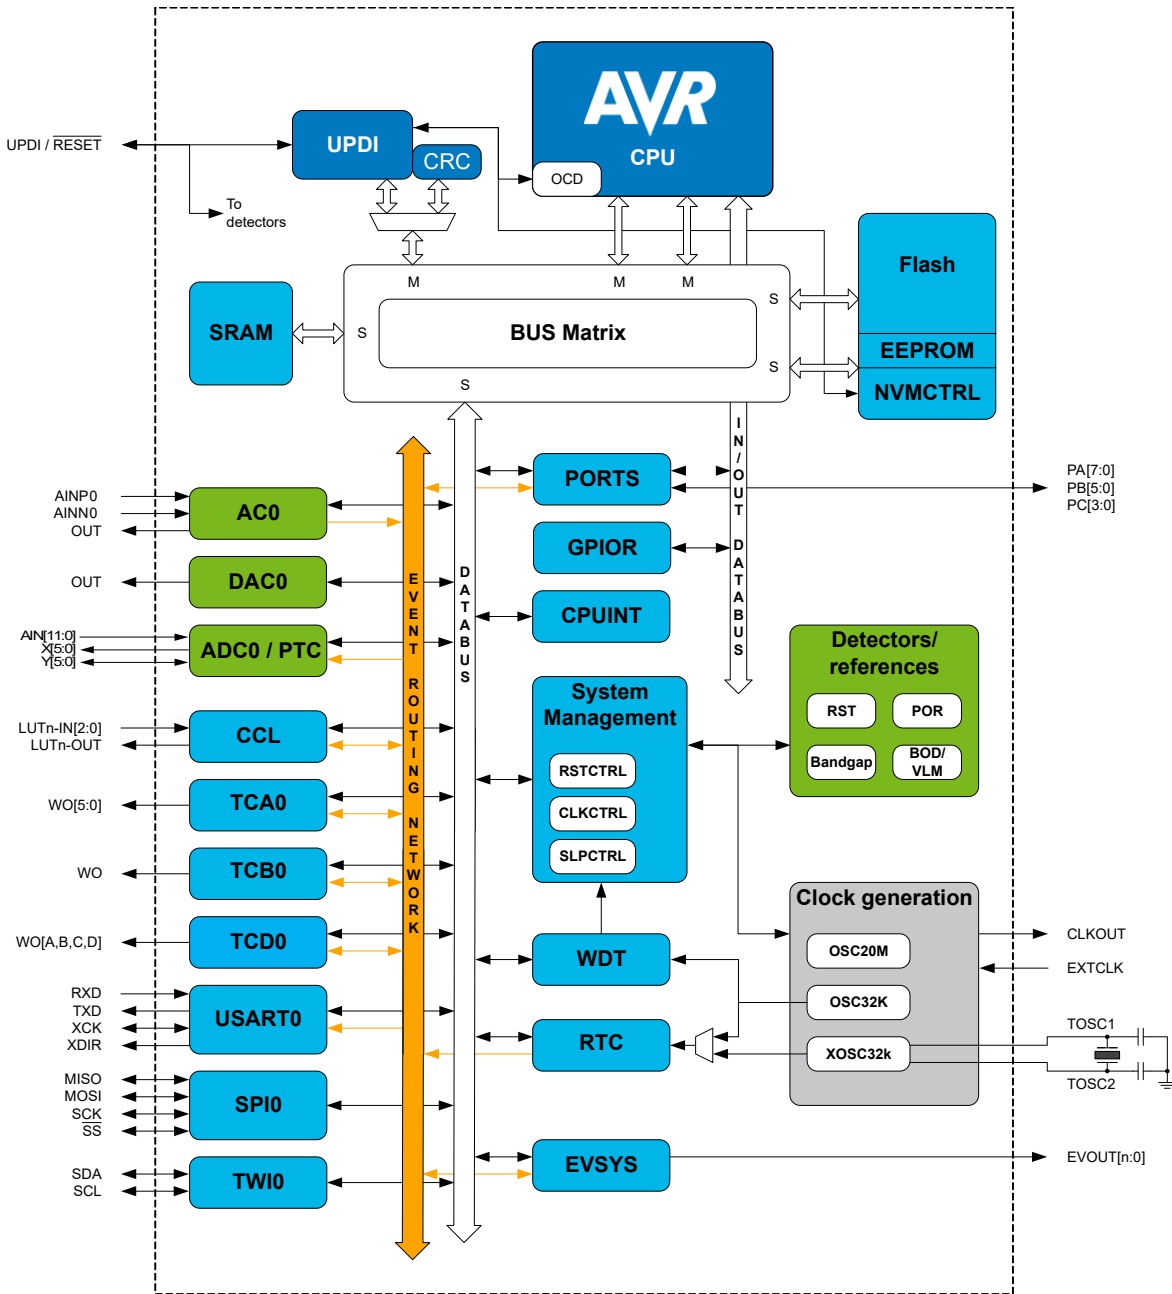 AVR
CPU
OCD
UPDI / RESET
UPDI
CRC
To
detectors
M
M
M
SRAM
S
BUS Matrix
S
S
S
Flash
EEPROM
NVMCTRL
IN/OUT DATABUS
DATABUS
EVENT ROUTING NETWORK
AINP0
AINN0
OUT
AC0
OUT
DAC0
AIN[11:0]
X[5:0]
Y[5:0]
ADC0 / PTC
LUTn-IN[2:0]
LUTn-OUT
CCL
WO[5:0]
TCA0
WO
TCB0
WO[A,B,C,D]
TCD0
RXD
TXD
XCK
XDIR
USART0
MISO
MOSI
SCK
SS
SPI0
SDA
SCL
TWI0
PORTS
GPIOR
CPUINT
PA[7:0]
PB[5:0]
PC[3:0]
System
Management
RSTCTRL
CLKCTRL
SLPCTRL
Detectors/
references
RST
POR
Bandgap
BOD/
VLM
WDT
RTC
EVSYS
Clock generation
OSC20M
OSC32K
XOSC32k
CLKOUT
EXTCLK
TOSC1
TOSC2
EVOUT[n:0]